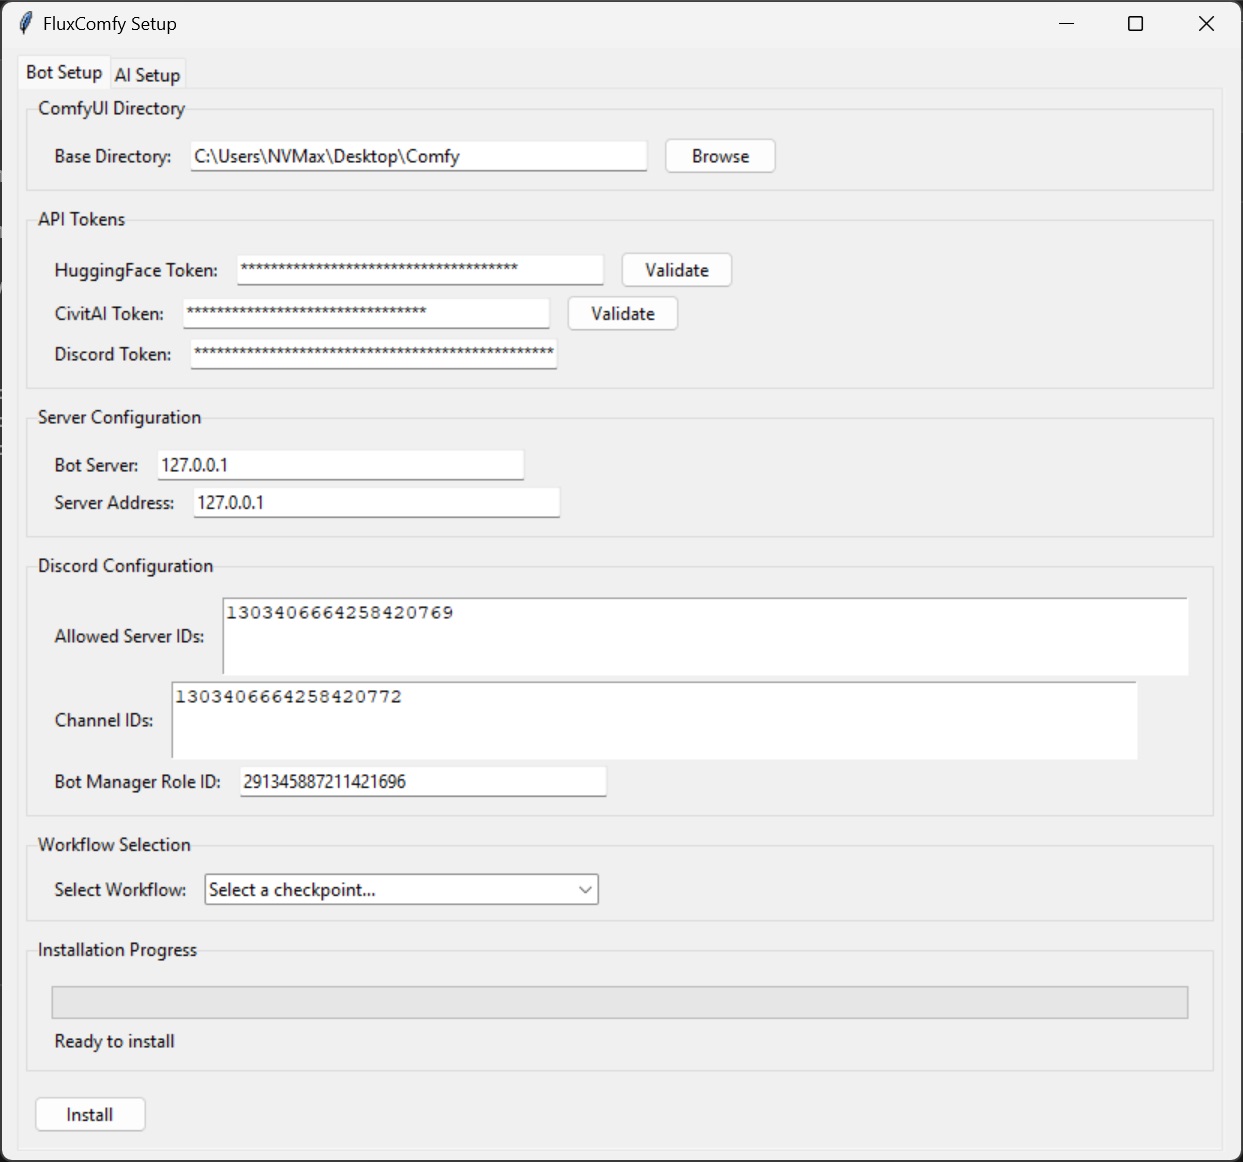 FluxComfy Setup
Bot Setup AI Setup
ComfyUI Directory
Base Directory: C:\Users\NVMax\Desktop\Comfy Browse
API Tokens
HuggingFace Token: ************************************* Validate
CivitAI Token: ******************************** Validate
Discord Token: ************************************************
Server Configuration
Bot Server: 127.0.0.1
Server Address: 127.0.0.1
Discord Configuration
Allowed Server IDs: 1303406664258420769
Channel IDs: 1303406664258420772
Bot Manager Role ID: 291345887211421696
Workflow Selection
Select Workflow: Select a checkpoint...
Installation Progress
Ready to install
Install